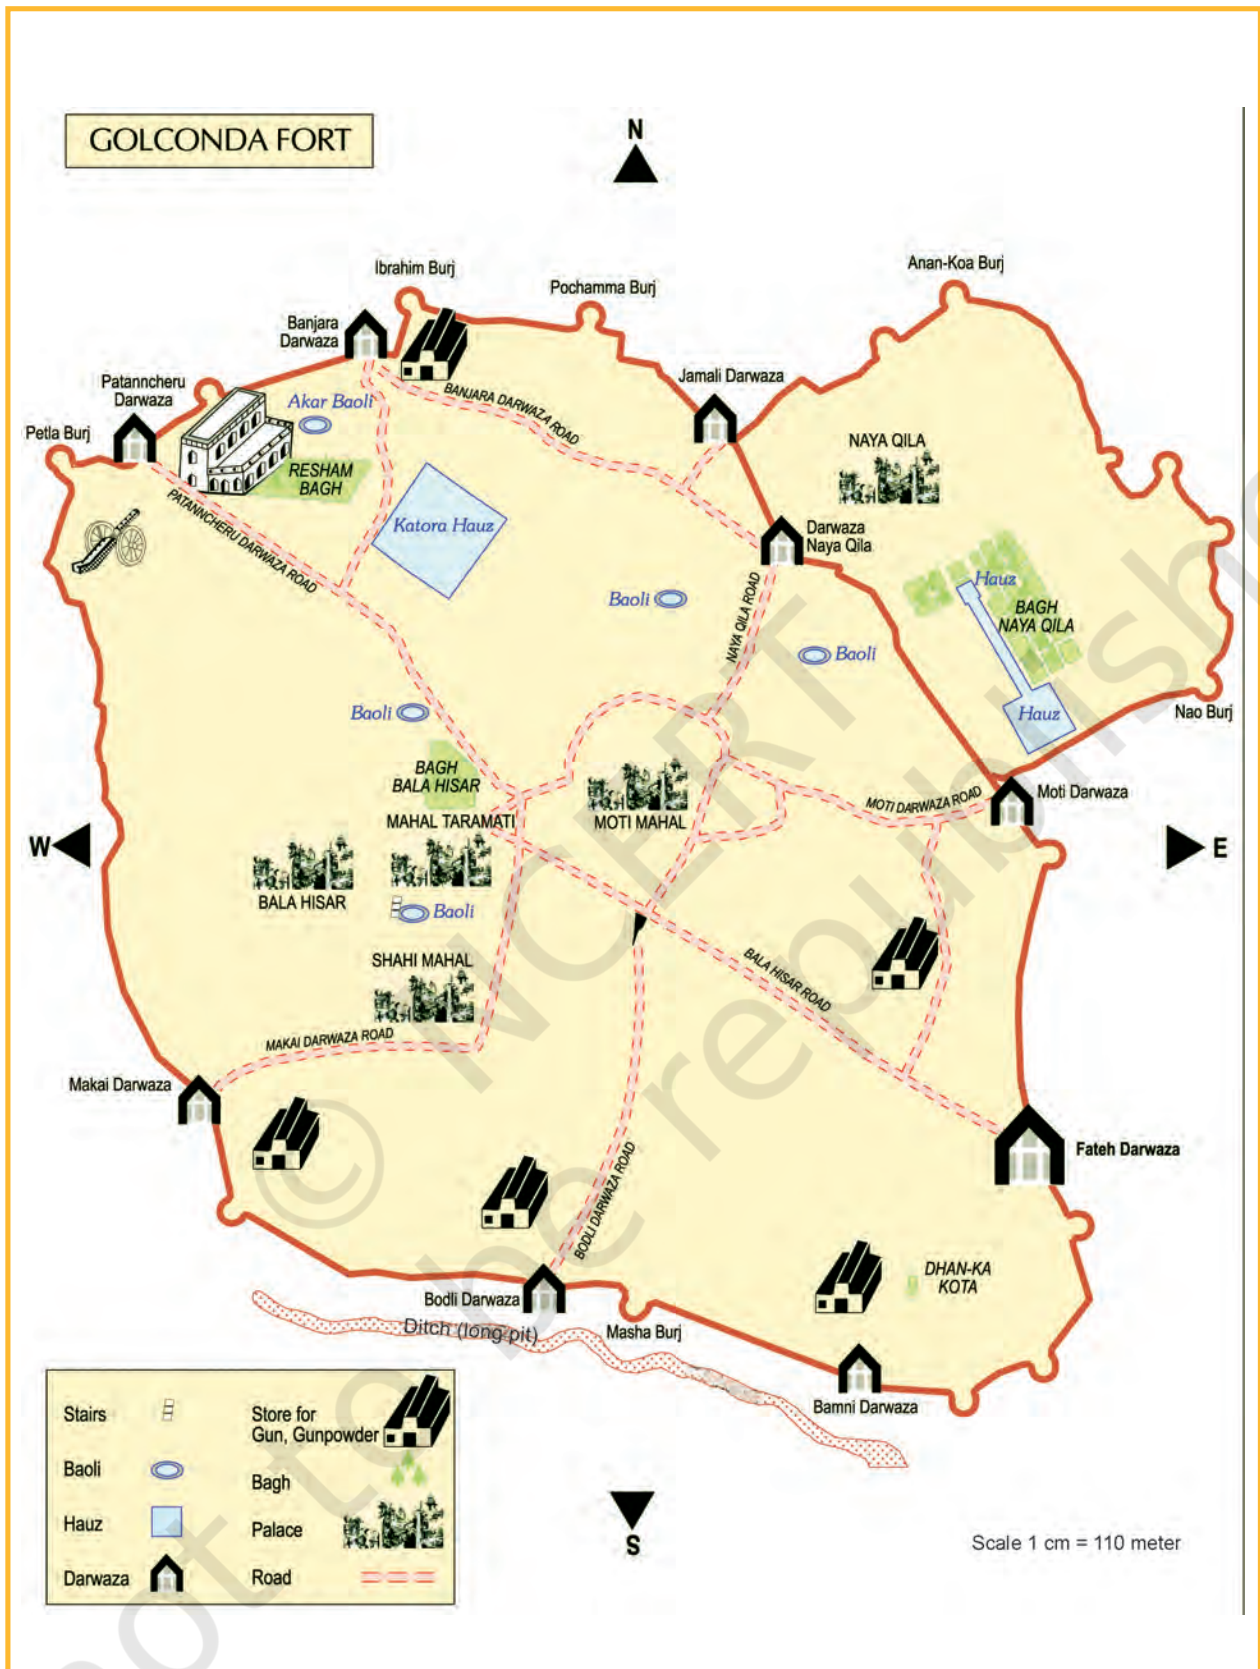 GOLCONDA FORT
N
Ibrahim Burj
Anan-Koa Burj
Pochamma Burj
Banjara
Darwaza
Patanncheru
Darwaza
Jamali Darwaza
BANJARA DARWAZA ROAD
Akar Baoli
Petla Burj
RESHAM
BAGH
NAYA QILA
PATANNCHERU DARWAZA ROAD
Katora Hauz
Darwaza
Naya Qila
Hauz
BAGH
NAYA QILA
Baoli
NAYA QILA ROAD
Baoli
Baoli
Hauz
Nao Burj
BAGH
BALA HISAR
MAHAL TARAMATI
MOTI MAHAL
MOTI DARWAZA ROAD
Moti Darwaza
W
E
BALA HISAR
Baoli
SHAHI MAHAL
BALA HISAR ROAD
MAKAI DARWAZA ROAD
Makai Darwaza
Fateh Darwaza
BODLI DARWAZA ROAD
DHAN-KA
KOTA
Bodli Darwaza
Ditch (long pit)
Masha Burj
Bamni Darwaza
Stairs
Store for
Gun, Gunpowder
Baoli
Bagh
Hauz
Palace
Darwaza
Road
S
Scale 1 cm = 110 meter
© NCERT
not to be republishe